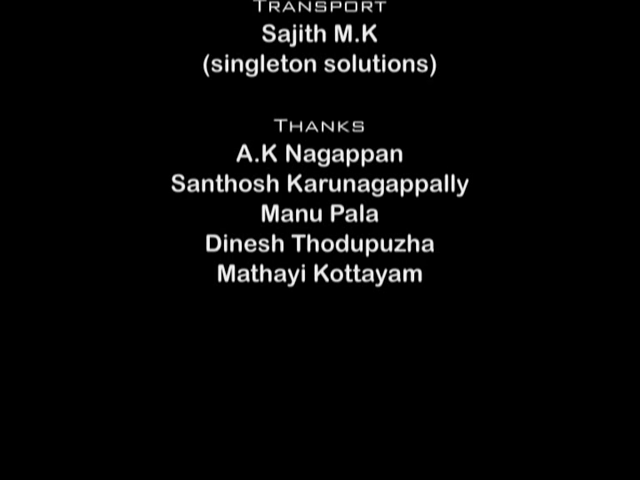 TRANSPORT
Sajith M.K
(singleton solutions)
THANKS
A.K Nagappan
Santhosh Karunagappally
Manu Pala
Dinesh Thodupuzha
Mathayi Kottayam